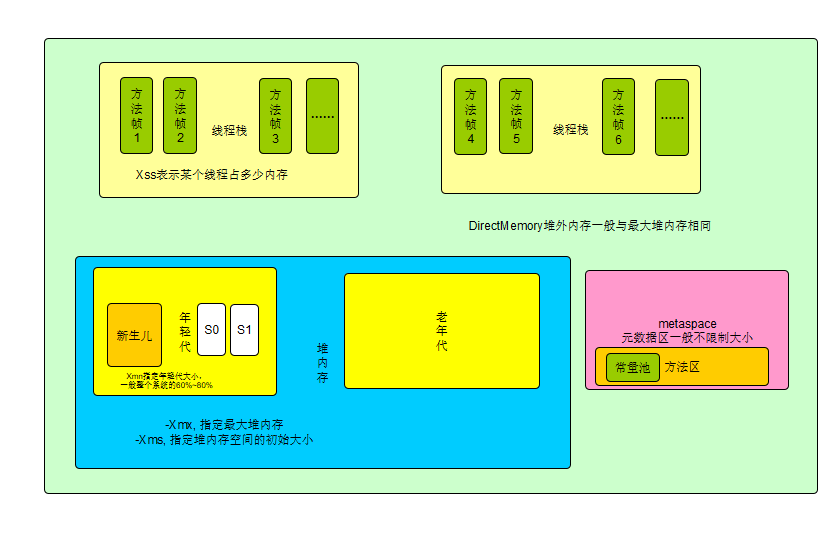 方法帧1
方法帧2
线程栈
方法帧3
......
Xss表示某个线程占多少内存
方法帧4
方法帧5
线程栈
方法帧6
......
DirectMemory堆外内存一般与最大堆内存相同
新生儿
年轻代
S0
S1
Xmn指定年轻代大小,
一般整个系统的60%~80%
堆内存
老年代
-Xmx, 指定最大堆内存
-Xms, 指定堆内存空间的初始大小
metaspace
元数据区一般不限制大小
常量池
方法区